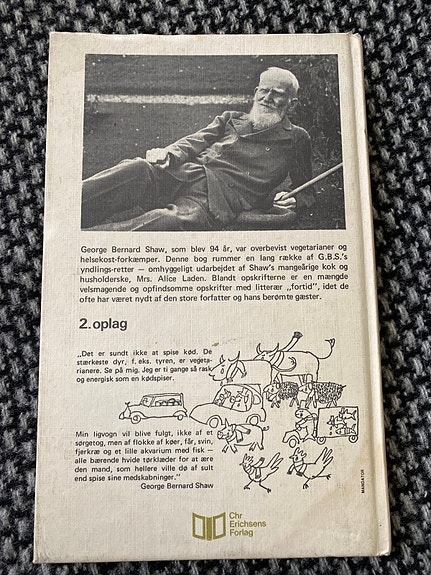 George Bernard Shaw, som blev 94 år, var overbevist vegetarianer og
helsekost-forkæmper. Denne bog rummer en lang række af G.B.S.'s
yndlings-retter — omhyggeligt udarbejdet af Shaw's mangeårige kok og
husholderske, Mrs. Alice Laden. Blandt opskrifterne er en mængde
velsmagende og opfindsomme opskrifter med litterær „fortid”, idet de
ofte har været nydt af den store forfatter og hans berømte gæster.
2. oplag
„Det er sundt ikke at spise kød. De
stærkeste dyr, f. eks. tyren, er vegeta-
rianere. Se på mig. Jeg er ti gange så rask
og energisk som en kødspiser.
Min ligvogn vil blive fulgt, ikke af et
sørgetog, men af flokke af køer, får, svin,
fjerkræ og et lille akvarium med fisk —
alle bærende hvide tørklæder for at ære
den mand, som hellere ville dø af sult
end spise sine medskabninger.”
George Bernard Shaw
MANDATOR
Chr
Erichsens
Forlag